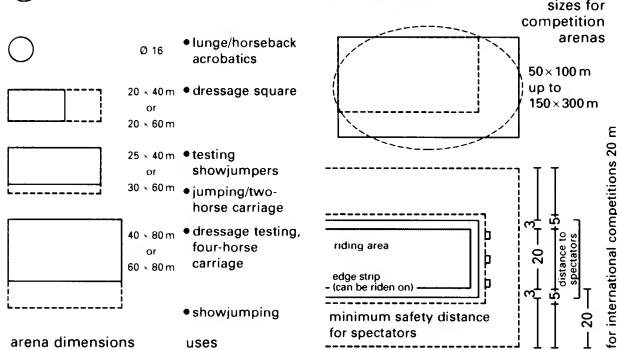 sizes for
competition
arenas
Ø 16
• lunge/horseback
acrobatics
20 × 40 m
or
20 × 60 m
• dressage square
25 × 40 m
or
30 × 60 m
• testing
showjumpers
• jumping/two-
horse carriage
40 × 80 m
or
60 × 80 m
• dressage testing,
four-horse
carriage
• showjumping
arena dimensions
uses
50 × 100 m
up to
150 × 300 m
riding area
edge strip
(can be riden on)
minimum safety distance
for spectators
3
20
3
5
distance to
spectators
5
20
for international competitions 20 m